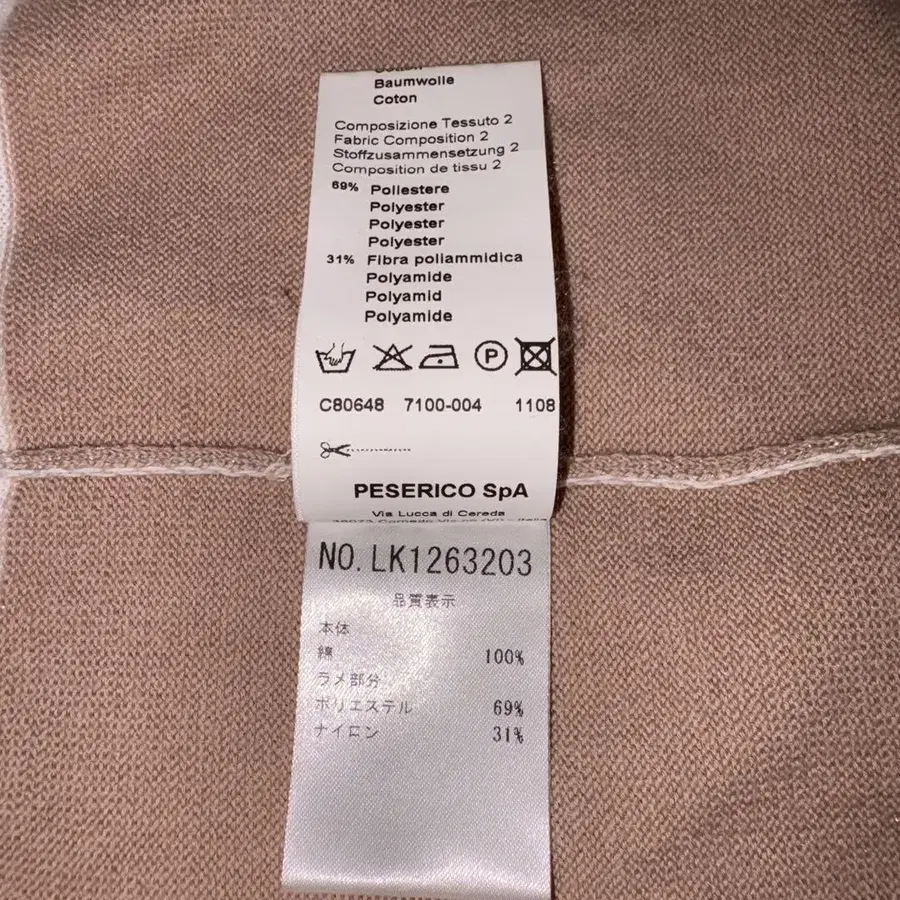 Baumwolle
Coton
Composizione Tessuto 2
Fabric Composition 2
Stoffzusammensetzung 2
Composition de tissu 2
69% Poliestere
Polyester
Polyester
Polyester
31% Fibra poliammidica
Polyamide
Polyamid
Polyamide
P
C80648 7100-004 1108
PESERICO SpA
Via Lucca di Cereda
NO. LK1263203
品質表示
本体
綿 100%
ラメ部分
ポリエステル 69%
ナイロン 31%